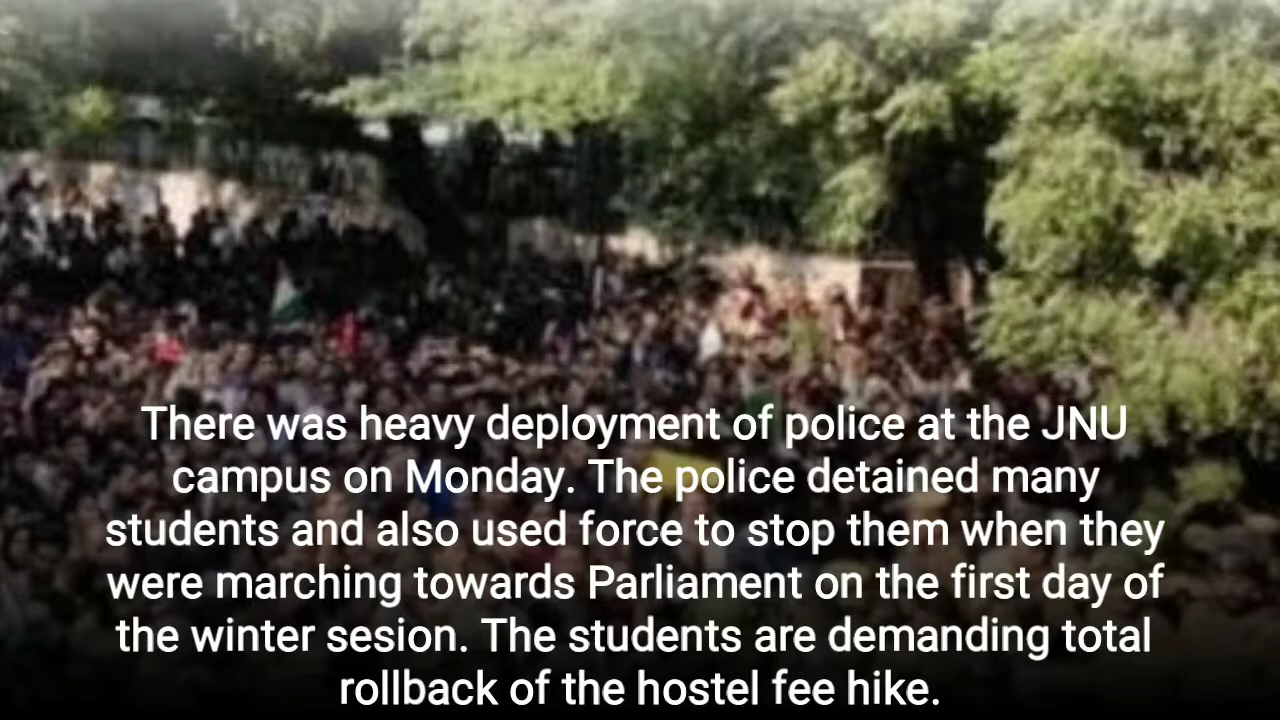 There was heavy deployment of police at the JNU
campus on Monday. The police detained many
students and also used force to stop them when they
were marching towards Parliament on the first day of
the winter sesion. The students are demanding total
rollback of the hostel fee hike.